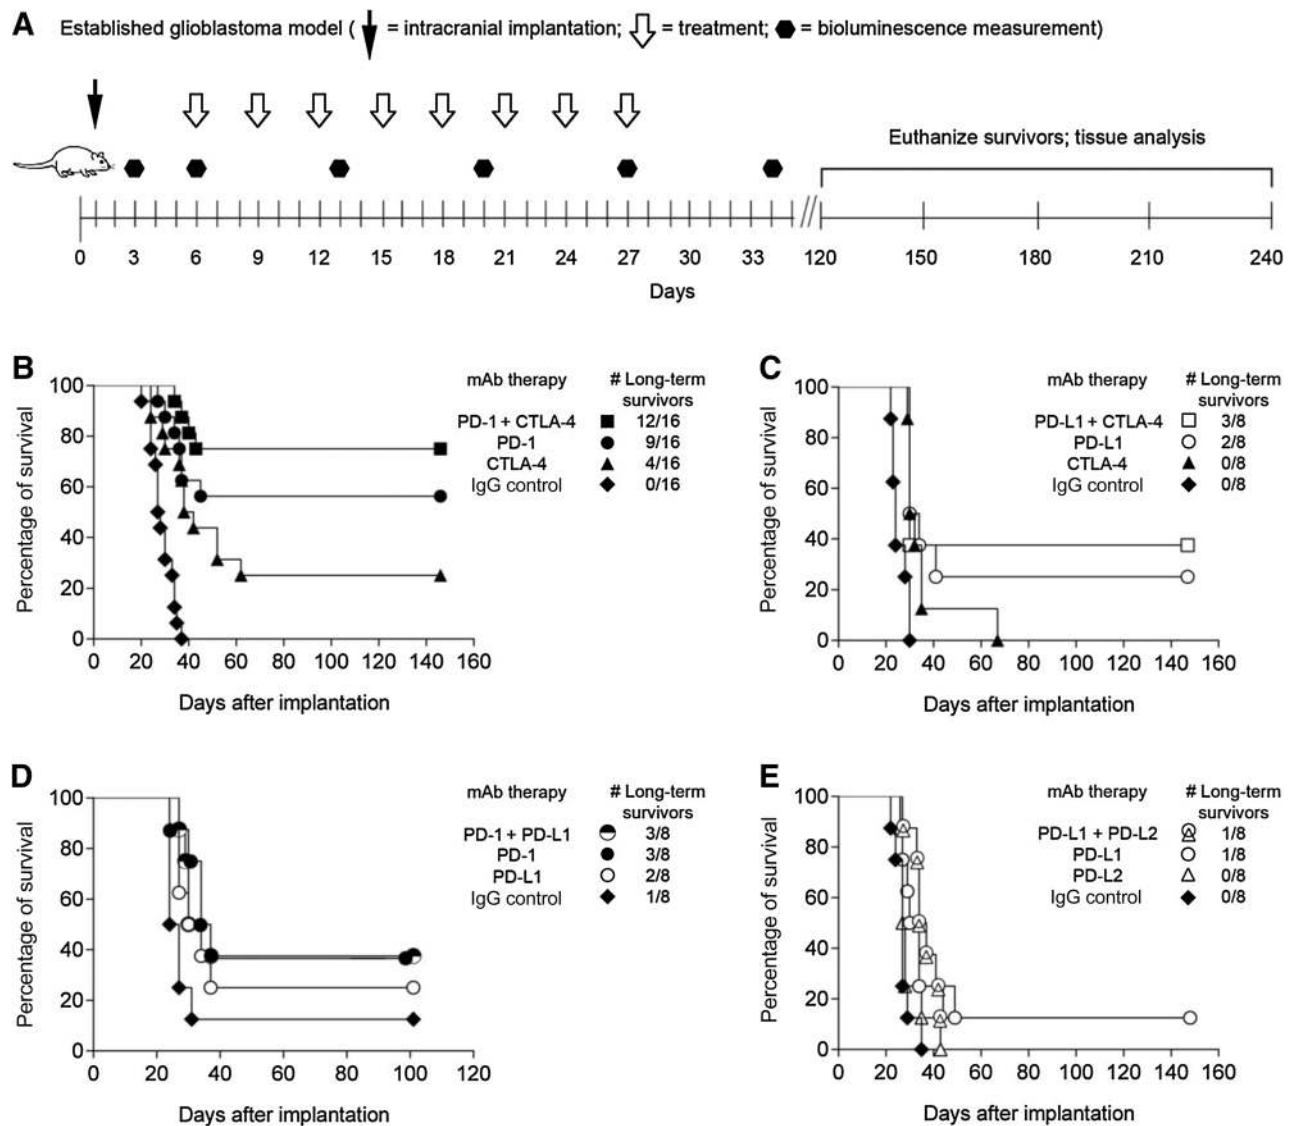 A Established glioblastoma model ( = intracranial implantation; = treatment; = bioluminescence measurement)
Euthanize survivors; tissue analysis
0 3 6 9 12 15 18 21 24 27 30 33 120 150 180 210 240
Days
B
mAb therapy # Long-term survivors
PD-1 + CTLA-4 12/16
PD-1 9/16
CTLA-4 4/16
IgG control 0/16
Percentage of survival
100
80
60
40
20
0
0 20 40 60 80 100 120 140 160
Days after implantation
C
mAb therapy # Long-term survivors
PD-L1 + CTLA-4 3/8
PD-L1 2/8
CTLA-4 0/8
IgG control 0/8
Percentage of survival
100
80
60
40
20
0
0 20 40 60 80 100 120 140 160
Days after implantation
D
mAb therapy # Long-term survivors
PD-1 + PD-L1 3/8
PD-1 3/8
PD-L1 2/8
IgG control 1/8
Percentage of survival
100
80
60
40
20
0
0 20 40 60 80 100 120
Days after implantation
E
mAb therapy # Long-term survivors
PD-L1 + PD-L2 1/8
PD-L1 1/8
PD-L2 0/8
IgG control 0/8
Percentage of survival
100
80
60
40
20
0
0 20 40 60 80 100 120 140 160
Days after implantation